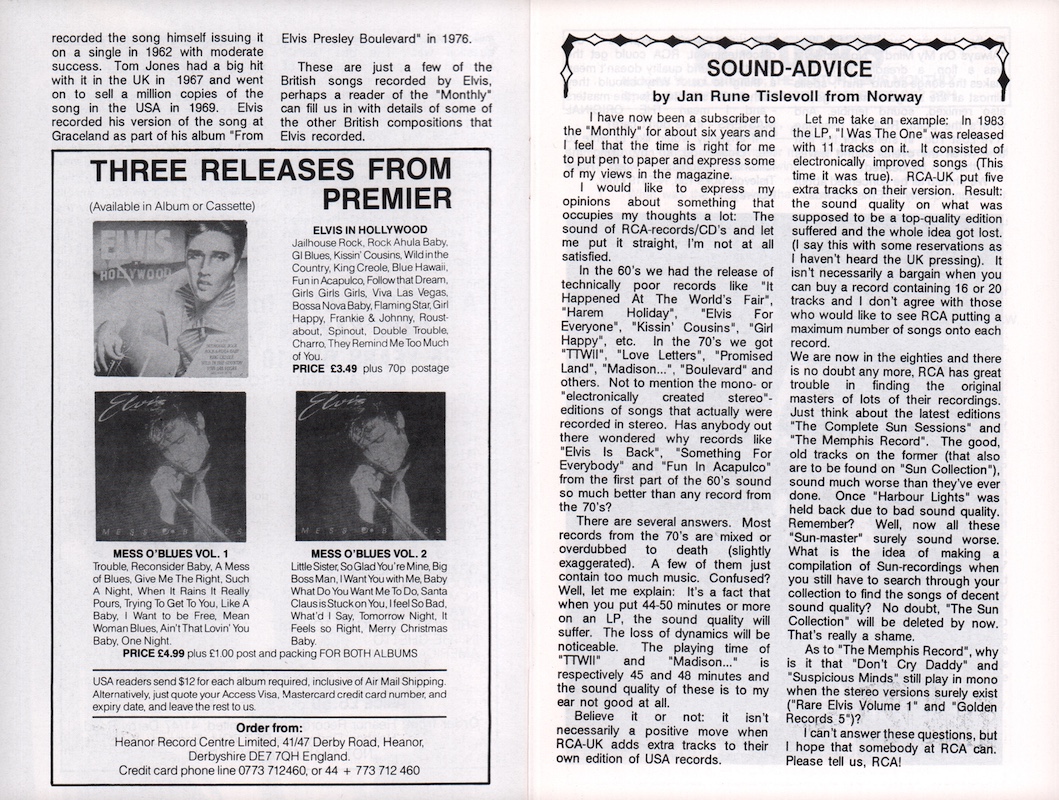 recorded the song himself issuing it
on a single in 1962 with moderate
success. Tom Jones had a big hit
with it in the UK in 1967 and went
on to sell a million copies of the
song in the USA in 1969. Elvis
recorded his version of the song at
Graceland as part of his album "From
Elvis Presley Boulevard" in 1976.
These are just a few of the
British songs recorded by Elvis,
perhaps a reader of the "Monthly"
can fill us in with details of some of
the other British compositions that
Elvis recorded.
THREE RELEASES FROM
PREMIER
(Available in Album or Cassette)
ELVIS
HOLLYWOOD
ELVIS IN HOLLYWOOD
Jailhouse Rock, Rock Ahula Baby,
GI Blues, Kissin' Cousins, Wild in the
Country, King Creole, Blue Hawaii,
Fun in Acapulco, Follow that Dream,
Girls Girls Girls, Viva Las Vegas,
Bossa Nova Baby, Flaming Star, Girl
Happy, Frankie & Johnny, Roust-
about, Spinout, Double Trouble,
Charro, They Remind Me Too Much
of You.
PRICE £3.49 plus 70p postage
Elvis
MESS O' BLUES
Elvis
MESS O' BLUES
MESS O'BLUES VOL. 1
Trouble, Reconsider Baby, A Mess
of Blues, Give Me The Right, Such
A Night, When It Rains It Really
Pours, Trying To Get To You, Like A
Baby, I Want to be Free, Mean
Woman Blues, Ain't That Lovin' You
Baby, One Night.
MESS O'BLUES VOL. 2
Little Sister, So Glad You're Mine, Big
Boss Man, I Want You with Me, Baby
What Do You Want Me To Do, Santa
Claus is Stuck on You, I feel So Bad,
What'd I Say, Tomorrow Night, It
Feels so Right, Merry Christmas
Baby.
PRICE £4.99 plus £1.00 post and packing FOR BOTH ALBUMS
USA readers send $12 for each album required, inclusive of Air Mail Shipping.
Alternatively, just quote your Access Visa, Mastercard credit card number, and
expiry date, and leave the rest to us.
Order from:
Heanor Record Centre Limited, 41/47 Derby Road, Heanor,
Derbyshire DE7 7QH England.
Credit card phone line 0773 712460, or 44 + 773 712 460
SOUND-ADVICE
by Jan Rune Tislevoll from Norway
I have now been a subscriber to
the "Monthly" for about six years and
I feel that the time is right for me
to put pen to paper and express some
of my views in the magazine.
I would like to express my
opinions about something that
occupies my thoughts a lot: The
sound of RCA-records/CD's and let
me put it straight, I'm not at all
satisfied.
In the 60's we had the release of
technically poor records like "It
Happened At The World's Fair",
"Harem Holiday", "Elvis For
Everyone", "Kissin' Cousins", "Girl
Happy", etc. In the 70's we got
"TTWII", "Love Letters", "Promised
Land", "Madison...", "Boulevard" and
others. Not to mention the mono- or
"electronically created stereo"-
editions of songs that actually were
recorded in stereo. Has anybody out
there wondered why records like
"Elvis Is Back", "Something For
Everybody" and "Fun In Acapulco"
from the first part of the 60's sound
so much better than any record from
the 70's?
There are several answers. Most
records from the 70's are mixed or
overdubbed to death (slightly
exaggerated). A few of them just
contain too much music. Confused?
Well, let me explain: It's a fact that
when you put 44-50 minutes or more
on an LP, the sound quality will
suffer. The loss of dynamics will be
noticeable. The playing time of
"TTWII" and "Madison..." is
respectively 45 and 48 minutes and
the sound quality of these is to my
ear not good at all.
Believe it or not: it isn't
necessarily a positive move when
RCA-UK adds extra tracks to their
own edition of USA records.
Let me take an example: In 1983
the LP, "I Was The One" was released
with 11 tracks on it. It consisted of
electronically improved songs (This
time it was true). RCA-UK put five
extra tracks on their version. Result:
the sound quality on what was
supposed to be a top-quality edition
suffered and the whole idea got lost.
(I say this with some reservations as
I haven't heard the UK pressing). It
isn't necessarily a bargain when you
can buy a record containing 16 or 20
tracks and I don't agree with those
who would like to see RCA putting a
maximum number of songs onto each
record.
We are now in the eighties and there
is no doubt any more, RCA has great
trouble in finding the original
masters of lots of their recordings.
Just think about the latest editions
"The Complete Sun Sessions" and
"The Memphis Record". The good,
old tracks on the former (that also
are to be found on "Sun Collection"),
sound much worse than they've ever
done. Once "Harbour Lights" was
held back due to bad sound quality.
Remember? Well, now all these
"Sun-master" surely sound worse.
What is the idea of making a
compilation of Sun-recordings when
you still have to search through your
collection to find the songs of decent
sound quality? No doubt, "The Sun
Collection" will be deleted by now.
That's really a shame.
As to "The Memphis Record", why
is it that "Don't Cry Daddy" and
"Suspicious Minds" still play in mono
when the stereo versions surely exist
("Rare Elvis Volume 1" and "Golden
Records 5")?
I can't answer these questions, but
I hope that somebody at RCA can.
Please tell us, RCA!